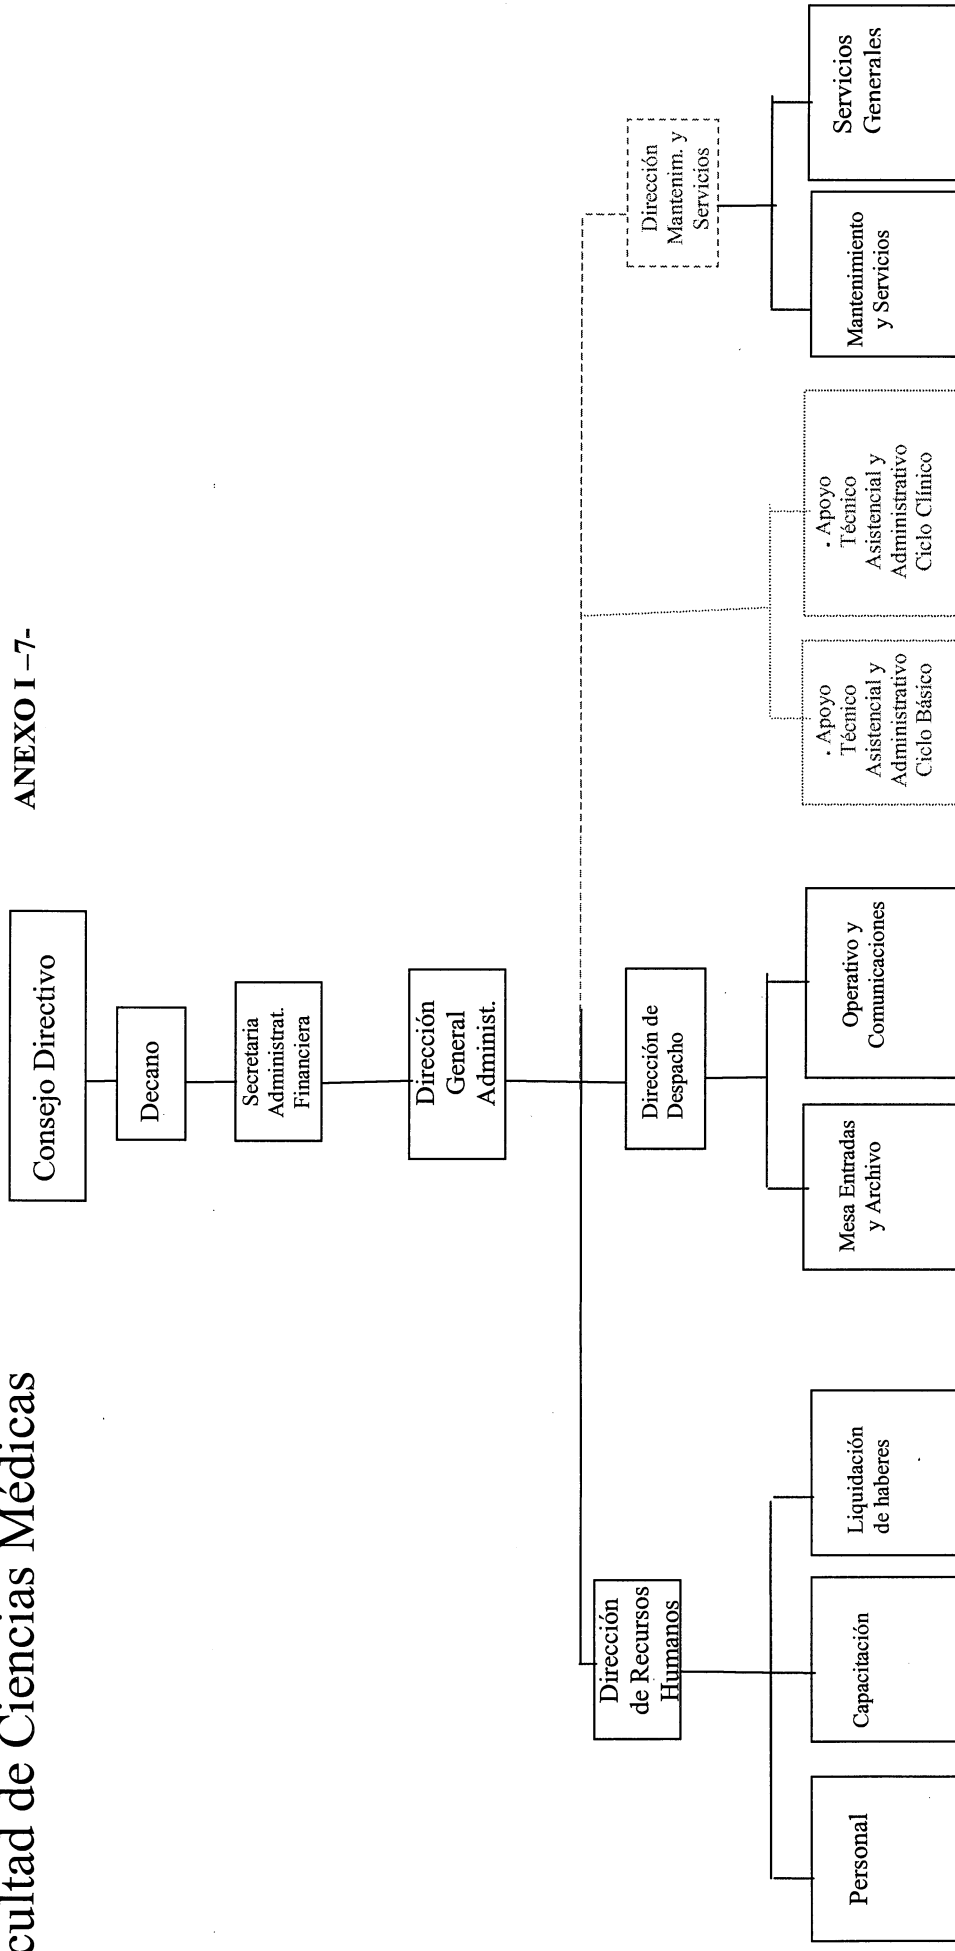 cultad de Ciencias Médicas
ANEXO I –7-
Consejo Directivo
Decano
Secretaria
Administrat.
Financiera
Dirección
General
Administ.
Dirección
de Recursos
Humanos
Dirección de
Despacho
Dirección
Mantenim. y
Servicios
Personal
Capacitación
Liquidación
de haberes
Mesa Entradas
y Archivo
Operativo y
Comunicaciones
. Apoyo
Técnico
Asistencial y
Administrativo
Ciclo Básico
. Apoyo
Técnico
Asistencial y
Administrativo
Ciclo Clínico
Mantenimiento
y Servicios
Servicios
Generales